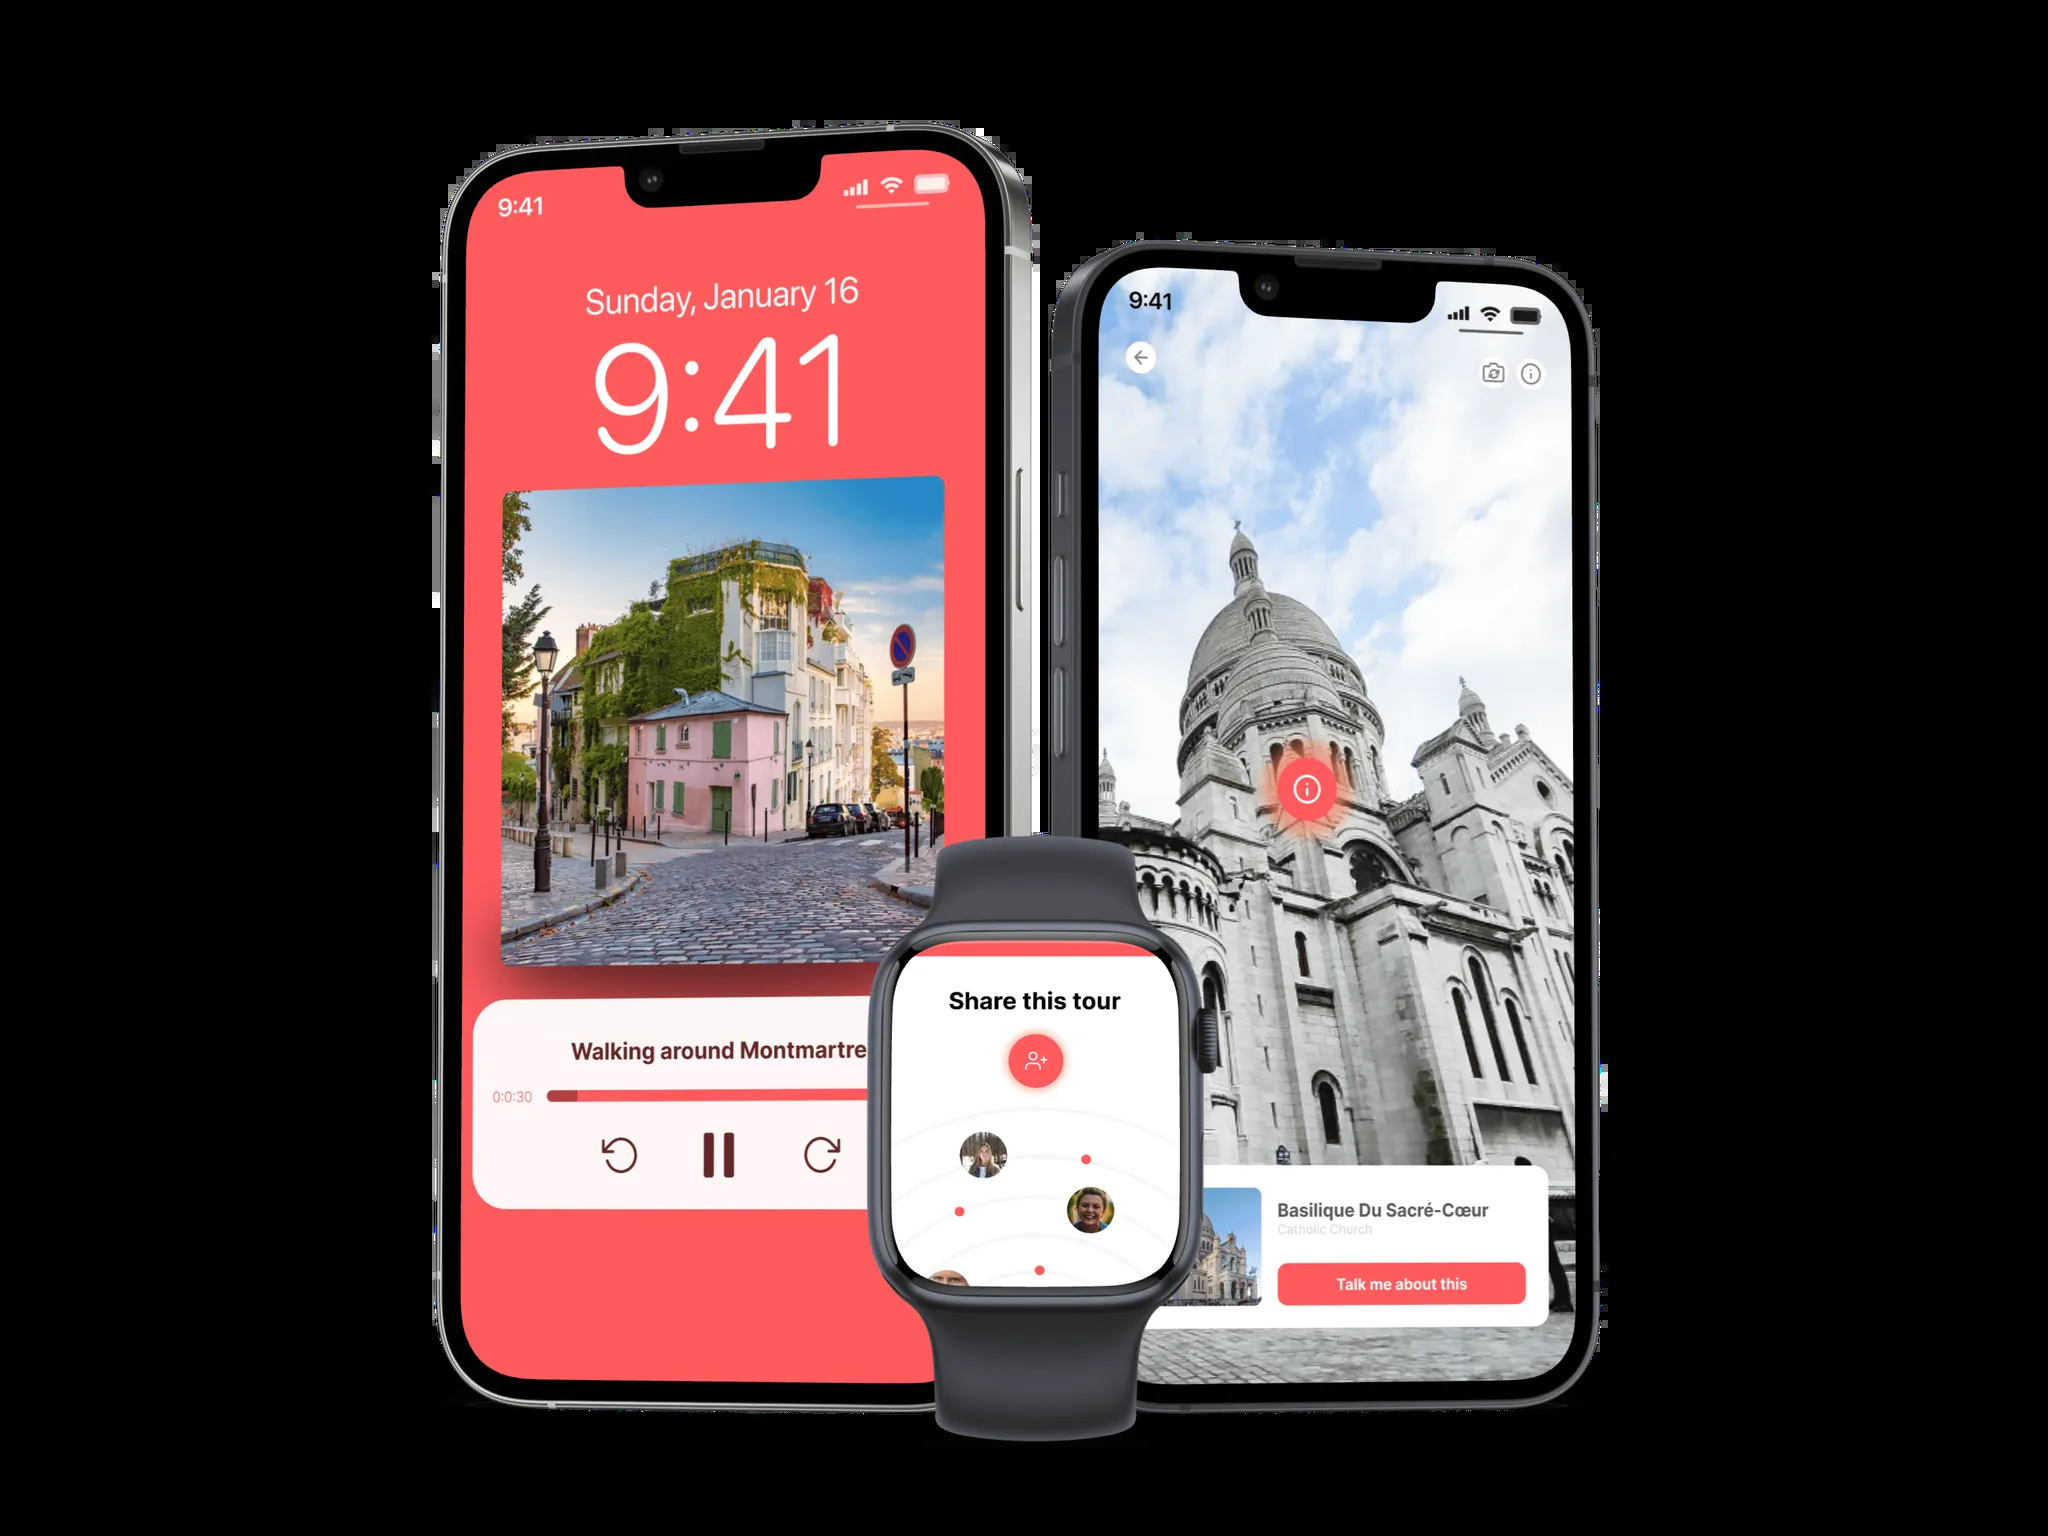 9:41
Sunday, January 16
9:41
Walking around Montmartre
0:0:30
Share this tour
9:41
Basilique Du Sacré-Cœur
Catholic Church
Talk me about this